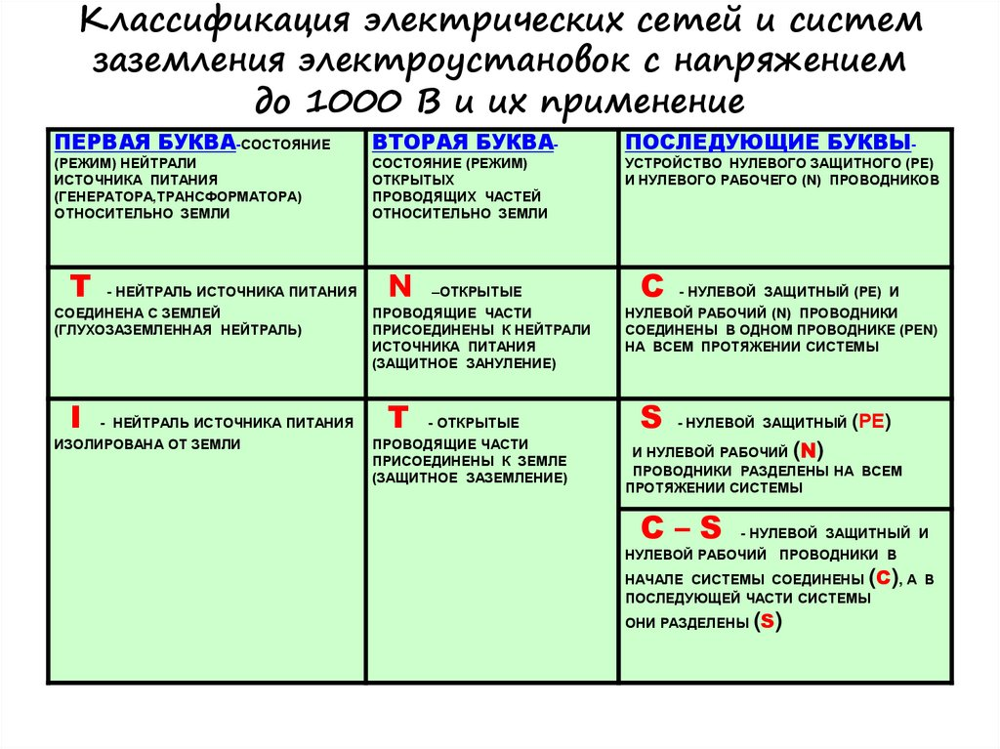 Классификация электрических сетей и систем
заземления электроустановок с напряжением
до 1000 В и их применение
ПЕРВАЯ БУКВА-СОСТОЯНИЕ
(РЕЖИМ) НЕЙТРАЛИ
ИСТОЧНИКА ПИТАНИЯ
(ГЕНЕРАТОРА,ТРАНСФОРМАТОРА)
ОТНОСИТЕЛЬНО ЗЕМЛИ
ВТОРАЯ БУКВА-
СОСТОЯНИЕ (РЕЖИМ)
ОТКРЫТЫХ
ПРОВОДЯЩИХ ЧАСТЕЙ
ОТНОСИТЕЛЬНО ЗЕМЛИ
ПОСЛЕДУЮЩИЕ БУКВЫ-
УСТРОЙСТВО НУЛЕВОГО ЗАЩИТНОГО (РЕ)
И НУЛЕВОГО РАБОЧЕГО (N) ПРОВОДНИКОВ
T - НЕЙТРАЛЬ ИСТОЧНИКА ПИТАНИЯ
СОЕДИНЕНА С ЗЕМЛЕЙ
(ГЛУХОЗАЗЕМЛЕННАЯ НЕЙТРАЛЬ)
N –ОТКРЫТЫЕ
ПРОВОДЯЩИЕ ЧАСТИ
ПРИСОЕДИНЕНЫ К НЕЙТРАЛИ
ИСТОЧНИКА ПИТАНИЯ
(ЗАЩИТНОЕ ЗАНУЛЕНИЕ)
C - НУЛЕВОЙ ЗАЩИТНЫЙ (РЕ) И
НУЛЕВОЙ РАБОЧИЙ (N) ПРОВОДНИКИ
СОЕДИНЕНЫ В ОДНОМ ПРОВОДНИКЕ (PEN)
НА ВСЕМ ПРОТЯЖЕНИИ СИСТЕМЫ
I - НЕЙТРАЛЬ ИСТОЧНИКА ПИТАНИЯ
ИЗОЛИРОВАНА ОТ ЗЕМЛИ
T - ОТКРЫТЫЕ
ПРОВОДЯЩИЕ ЧАСТИ
ПРИСОЕДИНЕНЫ К ЗЕМЛЕ
(ЗАЩИТНОЕ ЗАЗЕМЛЕНИЕ)
S - НУЛЕВОЙ ЗАЩИТНЫЙ (РЕ)
И НУЛЕВОЙ РАБОЧИЙ (N)
ПРОВОДНИКИ РАЗДЕЛЕНЫ НА ВСЕМ
ПРОТЯЖЕНИИ СИСТЕМЫ
C – S - НУЛЕВОЙ ЗАЩИТНЫЙ И
НУЛЕВОЙ РАБОЧИЙ ПРОВОДНИКИ В
НАЧАЛЕ СИСТЕМЫ СОЕДИНЕНЫ (С), А В
ПОСЛЕДУЮЩЕЙ ЧАСТИ СИСТЕМЫ
ОНИ РАЗДЕЛЕНЫ (S)